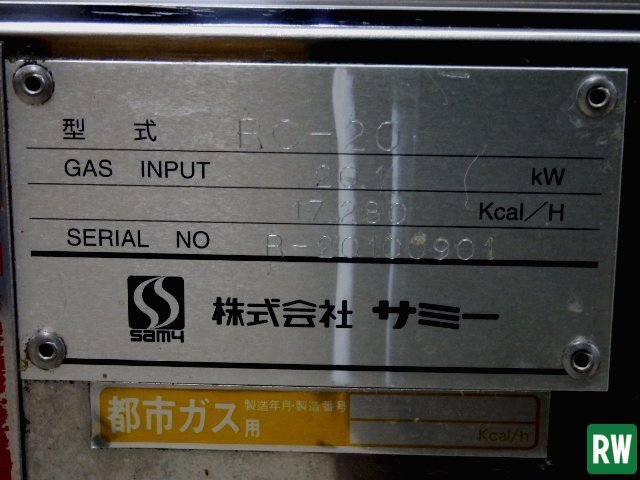 型式 RC-20
GAS INPUT 20.1 kW
17,280 Kcal/H
SERIAL NO R-20100901
samy 株式会社 サミー
都市ガス用 製造年月・製造番号
Kcal/h
RW